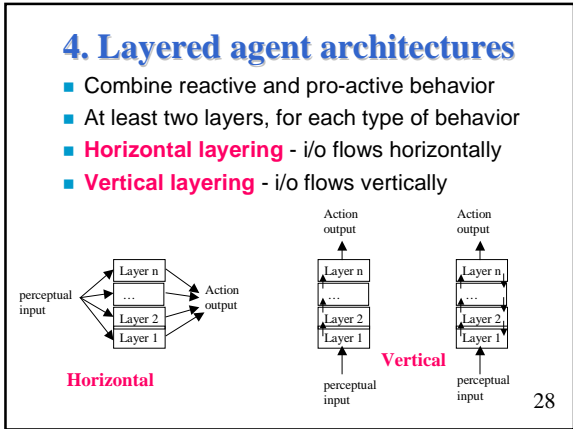 4. Layered agent architectures
Combine reactive and pro-active behavior
At least two layers, for each type of behavior
Horizontal layering - i/o flows horizontally
Vertical layering - i/o flows vertically
perceptual
input
Layer n
…
Layer 2
Layer 1
Action
output
Horizontal
Action
output
Layer n
…
Layer 2
Layer 1
perceptual
input
Vertical
Action
output
Layer n
…
Layer 2
Layer 1
perceptual
input
28